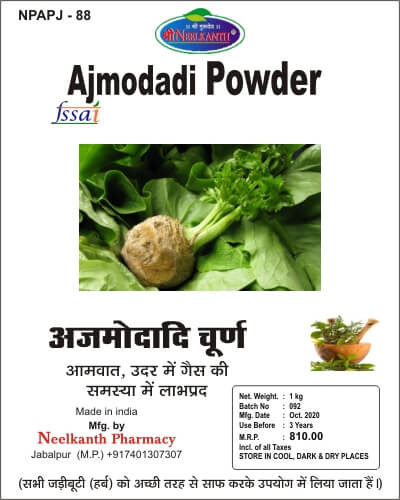 NPAPJ - 88
॥ श्री गुरूदेव ॥
श्री NEELKANTH®
Ajmodadi Powder
fssai
अजमोदादि चूर्ण
आमवात, उदर में गैस की
समस्या में लाभप्रद
Made in india
Mfg. by
Neelkanth Pharmacy
Jabalpur (M.P.) +917401307307
Net. Weight. : 1 kg
Batch No : 092
Mfg. Date : Oct. 2020
Use Before : 3 Years
M.R.P. : 810.00
Incl. of all Taxes
STORE IN COOL, DARK & DRY PLACES
(सभी जड़ीबूटी (हर्ब) को अच्छी तरह से साफ करके उपयोग में लिया जाता हैं।)